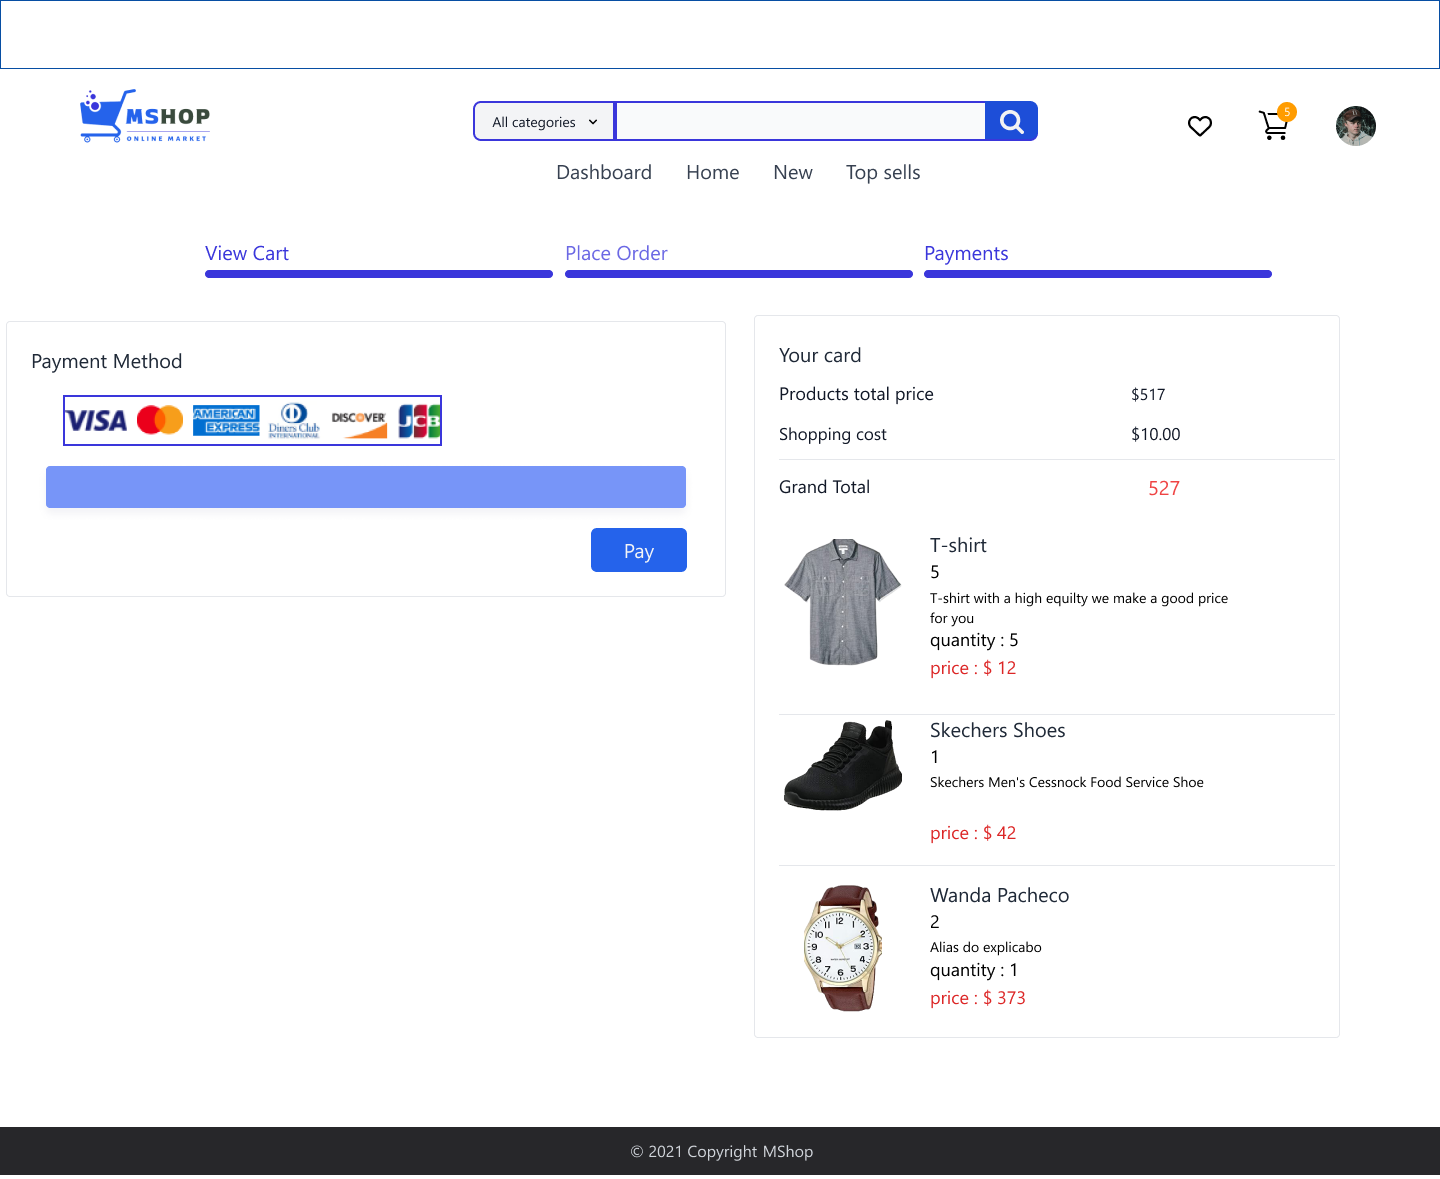 MSHOP
ONLINE MARKET
All categories
5
Dashboard Home New Top sells
View Cart Place Order Payments
Payment Method
VISA AMERICAN EXPRESS Diners Club INTERNATIONAL DISCOVER JCB
Pay
Your card
Products total price $517
Shopping cost $10.00
Grand Total 527
T-shirt
5
T-shirt with a high equilty we make a good price
for you
quantity : 5
price : $ 12
Skechers Shoes
1
Skechers Men's Cessnock Food Service Shoe
price : $ 42
Wanda Pacheco
2
Alias do explicabo
quantity : 1
price : $ 373
© 2021 Copyright MShop